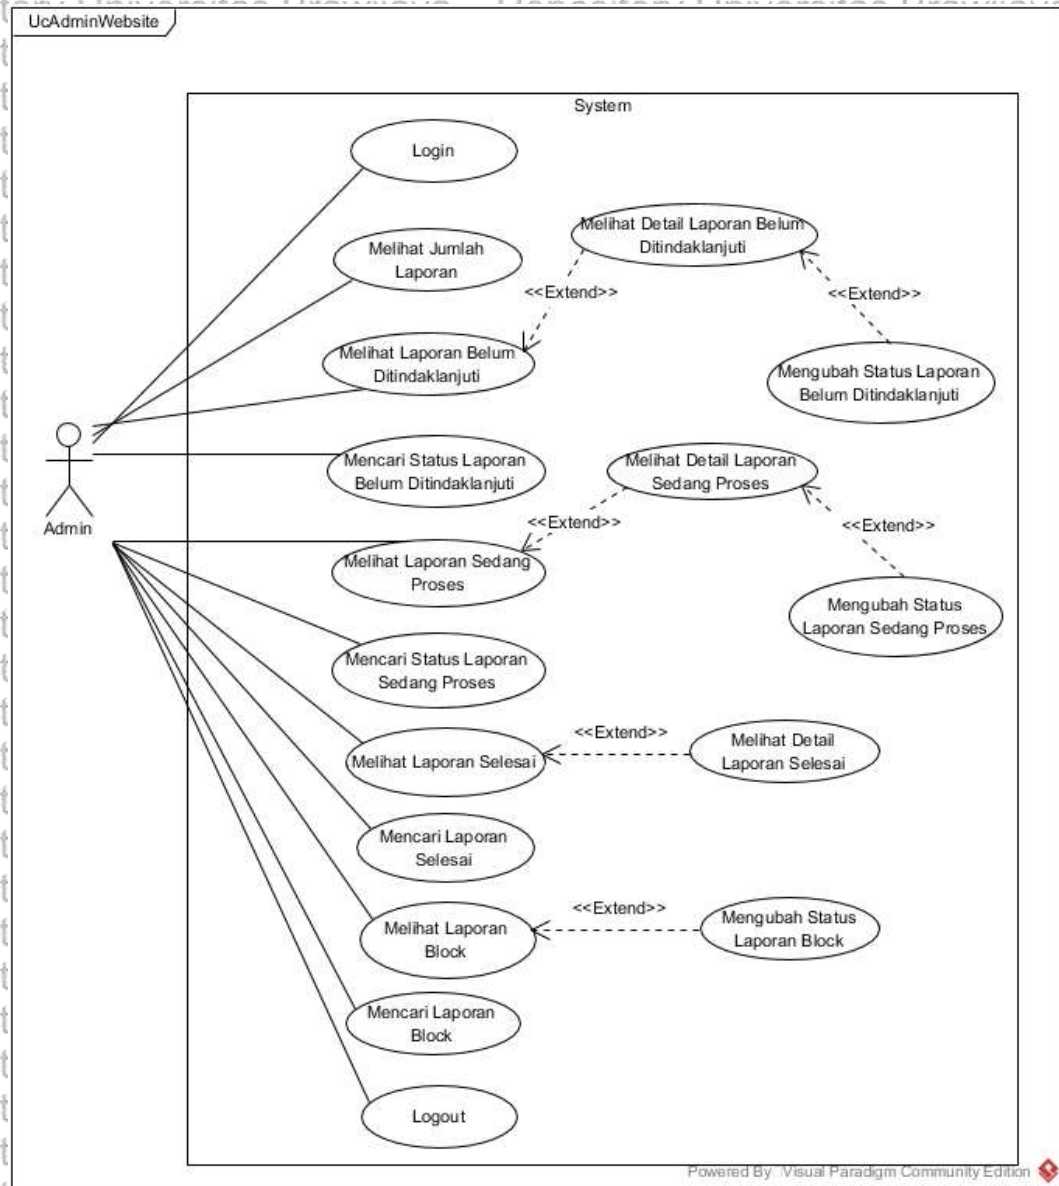 UcAdminWebsite
System
Login
Melihat Jumlah
Laporan
Melihat Detail Laporan Belum
Ditindaklanjuti
<<Extend>>
<<Extend>>
Melihat Laporan Belum
Ditindaklanjuti
Mengubah Status Laporan
Belum Ditindaklanjuti
Admin
Mencari Status Laporan
Belum Ditindaklanjuti
Melihat Detail Laporan
Sedang Proses
<<Extend>>
<<Extend>>
Melihat Laporan Sedang
Proses
Mengubah Status
Laporan Sedang Proses
Mencari Status Laporan
Sedang Proses
<<Extend>>
Melihat Laporan Selesai
Melihat Detail
Laporan Selesai
Mencari Laporan
Selesai
<<Extend>>
Melihat Laporan
Block
Mengubah Status
Laporan Block
Mencari Laporan
Block
Logout
Powered By Visual Paradigm Community Edition